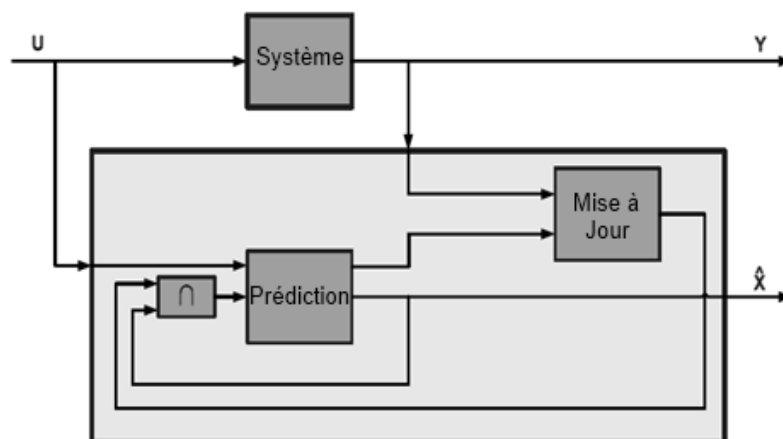 U
Système
Y
Mise à
Jour
∩
Prédiction
X̂